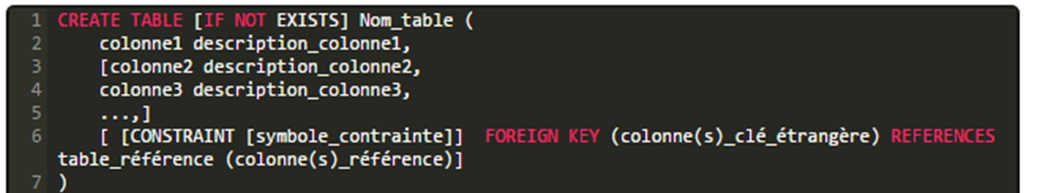 1 CREATE TABLE [IF NOT EXISTS] Nom_table (
2     colonne1 description_colonne1,
3     [colonne2 description_colonne2,
4     colonne3 description_colonne3,
5     ...,]
6     [ [CONSTRAINT [symbole_contrainte]]  FOREIGN KEY (colonne(s)_clé_étrangère) REFERENCES
table_référence (colonne(s)_référence)]
7 )